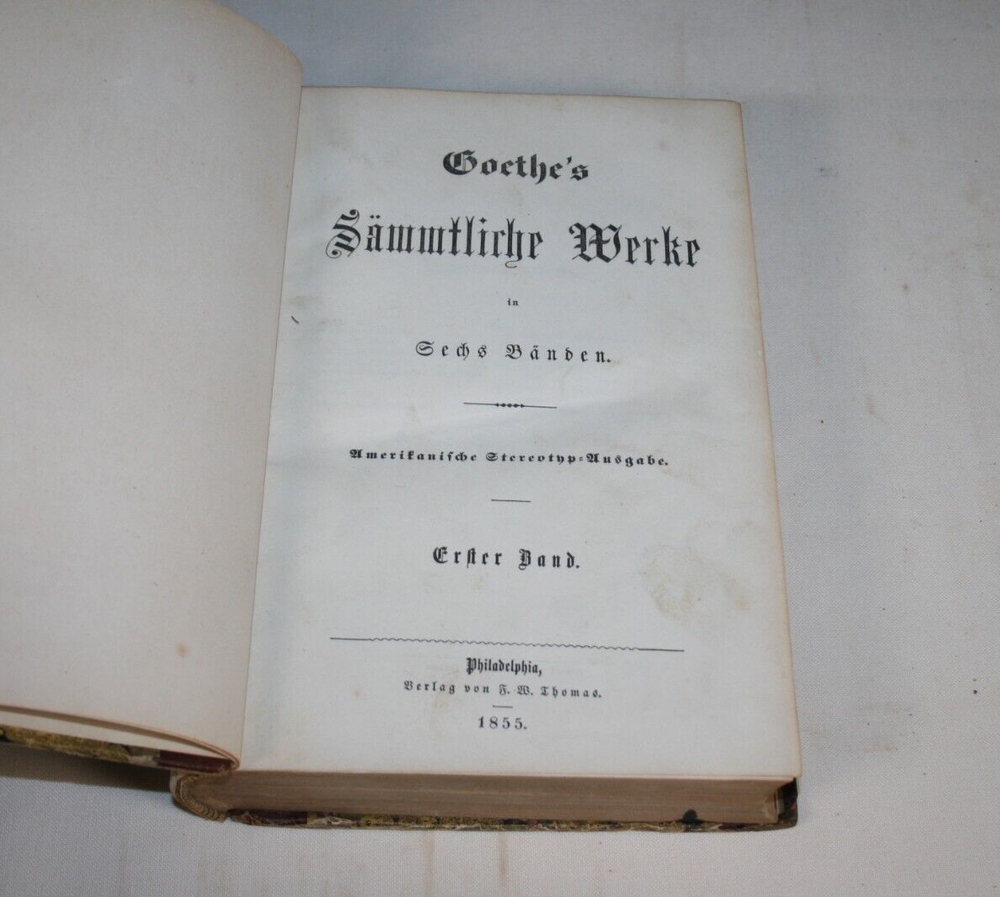 Goethe's
Sämmtliche Werke
in
Sechs Bänden.
Amerikanische Stereotyp-Ausgabe.
Erster Band.
Philadelphia,
Verlag von F. W. Thomas.
1855.